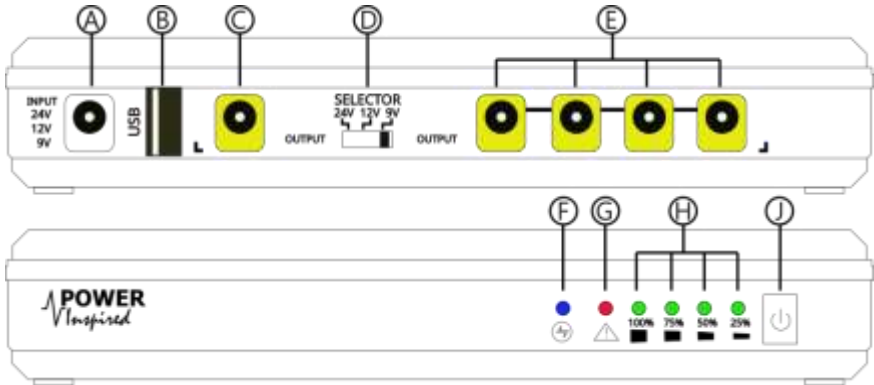 A B C D E
INPUT
24V
12V
9V
USB
OUTPUT
SELECTOR
24V 12V 9V
OUTPUT
F G H J
POWER
Inspired
100% 75% 50% 25%